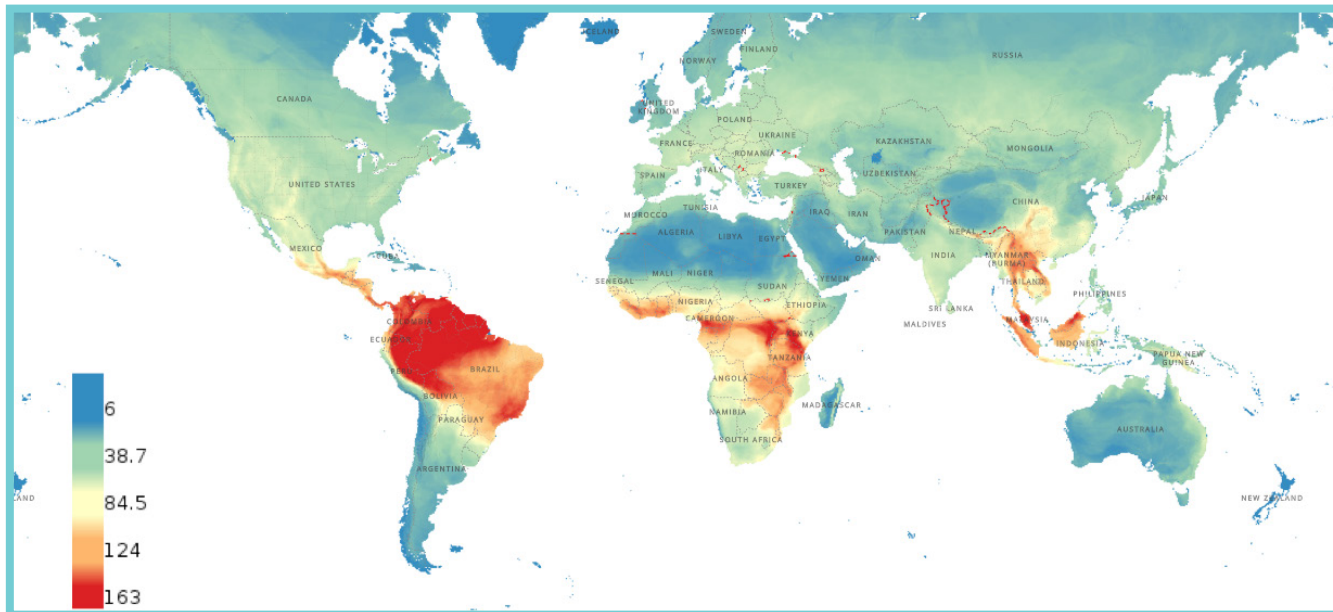 ICELAND
SWEDEN
FINLAND
NORWAY
RUSSIA
CANADA
UNITED
KINGDOM
POLAND
UKRAINE
FRANCE
ROMANIA
KAZAKHSTAN
MONGOLIA
UZBEKISTAN
ITALY
SPAIN
TURKEY
UNITED STATES
JAPAN
CHINA
TUNISIA
MOROCCO
IRAQ
IRAN
ALGERIA
LIBYA
EGYPT
PAKISTAN
NEPAL
MEXICO
CUBA
INDIA
OMAN
MYANMAR
(BURMA)
MALI
NIGER
YEMEN
SENEGAL
SUDAN
THAILAND
PHILIPPINES
NIGERIA
ETHIOPIA
SRI LANKA
CAMEROON
MALDIVES
MALAYSIA
COLOMBIA
KENYA
ECUADOR
INDONESIA
TANZANIA
PAPUA NEW
GUINEA
BRAZIL
PERU
ANGOLA
BOLIVIA
MADAGASCAR
NAMIBIA
PARAGUAY
AUSTRALIA
SOUTH AFRICA
ARGENTINA
LAND
NEW ZEALAND
6
38.7
84.5
124
163